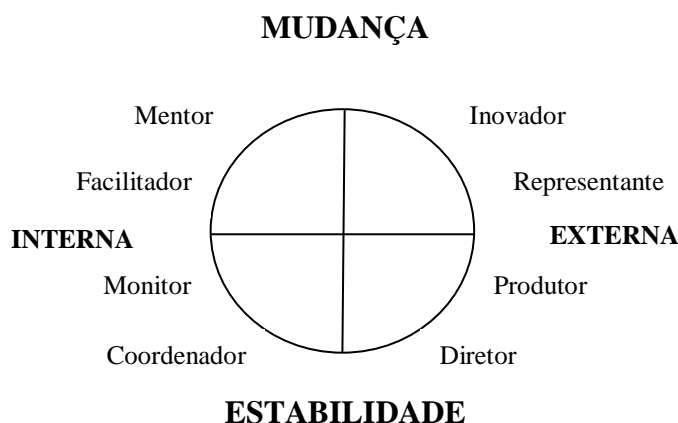 MUDANÇA
Mentor Inovador
Facilitador Representante
INTERNA EXTERNA
Monitor Produtor
Coordenador Diretor
ESTABILIDADE